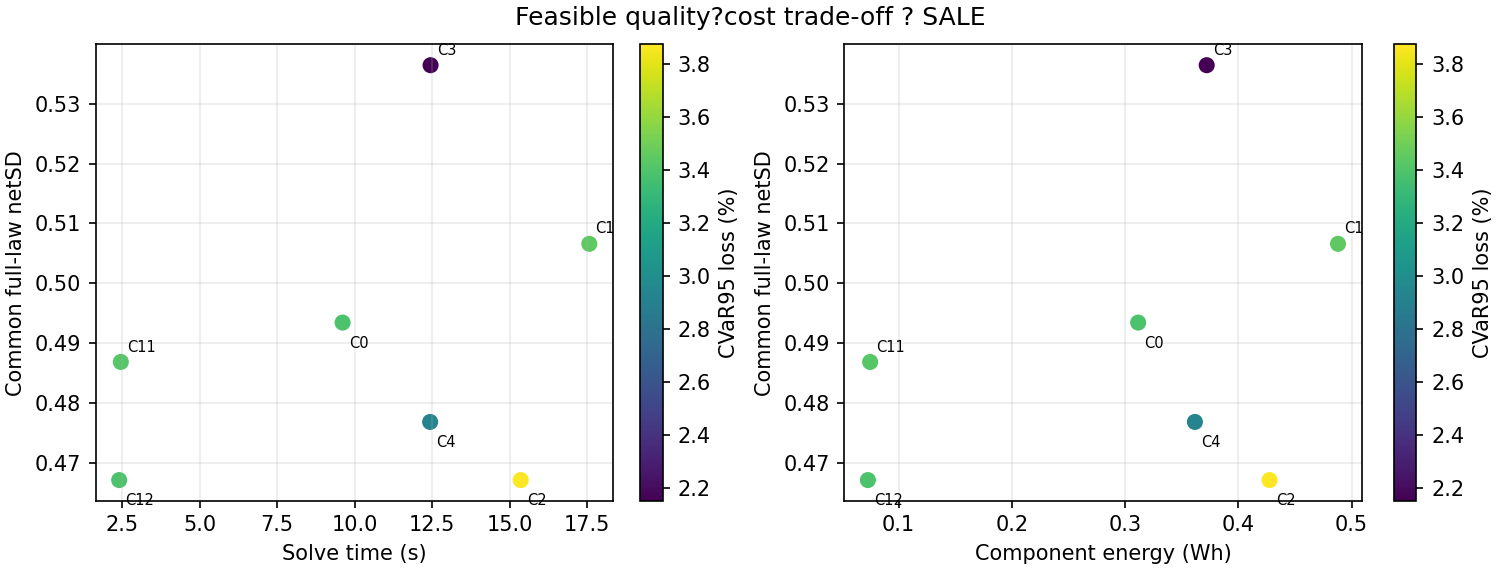 Feasible quality?cost trade-off ? SALE
Common full-law netSD
0.53
0.52
0.51
0.50
0.49
0.48
0.47
C3
C1
C0
C11
C4
C12
C2
2.5
5.0
7.5
10.0
12.5
15.0
17.5
Solve time (s)
3.8
3.6
3.4
3.2
3.0
2.8
2.6
2.4
2.2
CVaR95 loss (%)
Common full-law netSD
0.53
0.52
0.51
0.50
0.49
0.48
0.47
C3
C1
C0
C11
C4
C12
C2
0.1
0.2
0.3
0.4
0.5
Component energy (Wh)
3.8
3.6
3.4
3.2
3.0
2.8
2.6
2.4
2.2
CVaR95 loss (%)